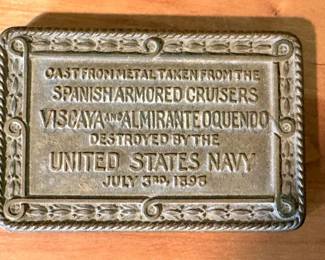 CAST FROM METAL TAKEN FROM THE
SPANISH ARMORED CRUISERS
VISCAYA AND ALMIRANTE OQUENDO
DESTROYED BY THE
UNITED STATES NAVY
JULY 3RD, 1898